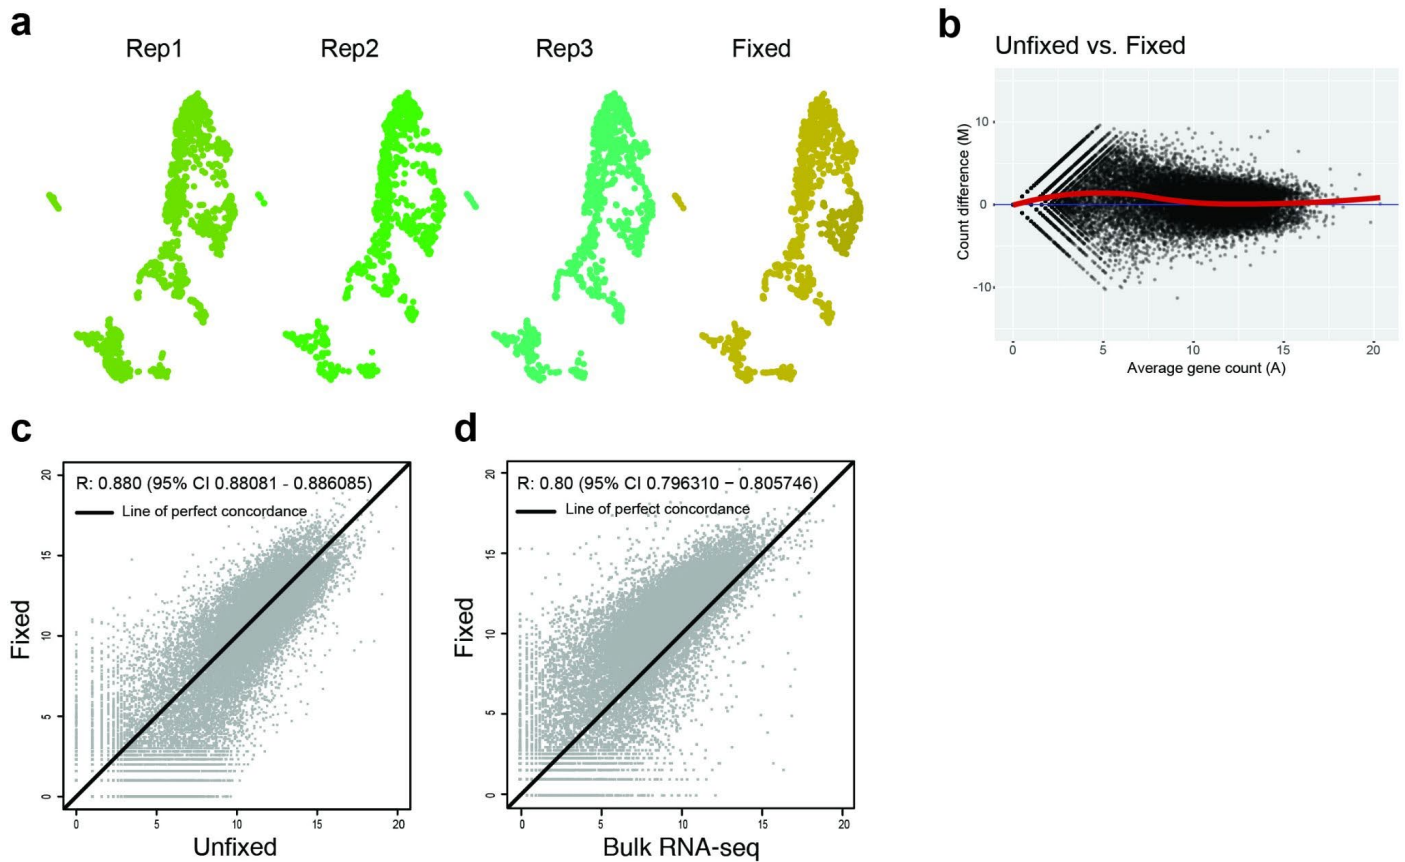 a
Rep1 Rep2 Rep3 Fixed
b
Unfixed vs. Fixed
Count difference (M)
10
0
-10
0 5 10 15 20
Average gene count (A)
c
R: 0.880 (95% CI 0.88081 - 0.886085)
Line of perfect concordance
Fixed
20
15
10
5
0
0 5 10 15 20
Unfixed
d
R: 0.80 (95% CI 0.796310 – 0.805746)
Line of perfect concordance
Fixed
20
15
10
5
0
0 5 10 15 20
Bulk RNA-seq